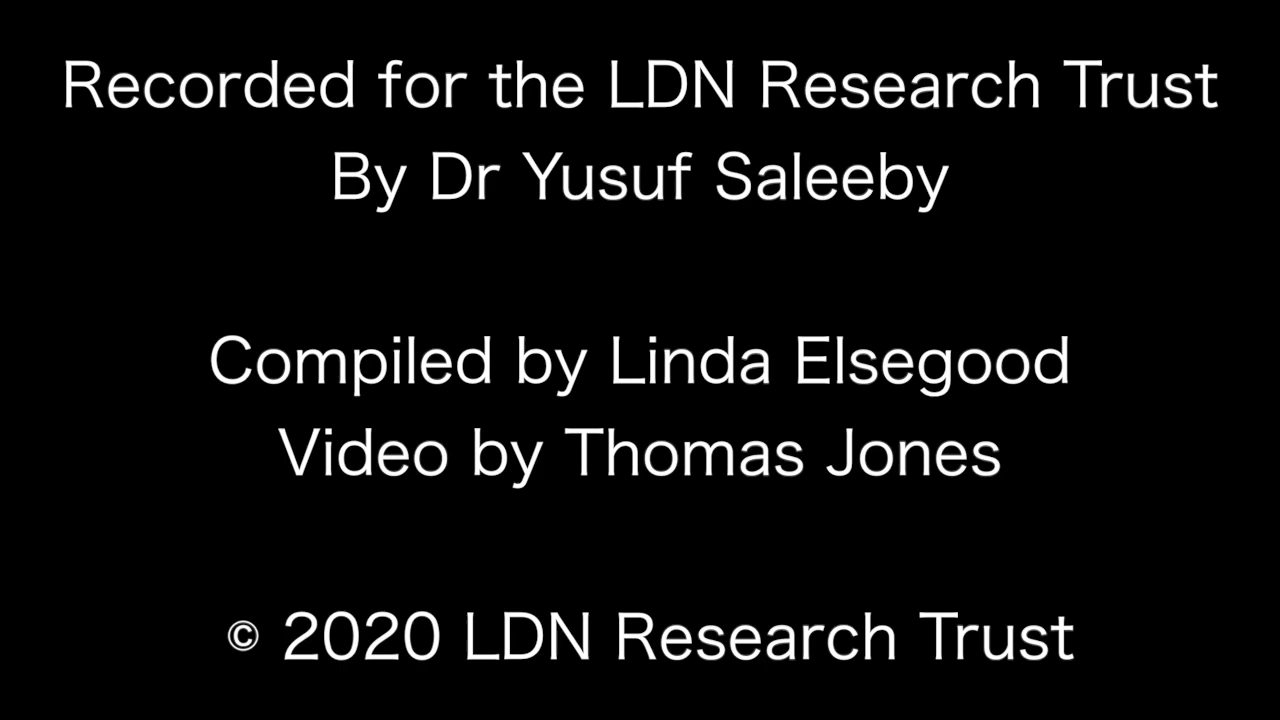 Recorded for the LDN Research Trust
By Dr Yusuf Saleeby
Compiled by Linda Elsegood
Video by Thomas Jones
© 2020 LDN Research Trust